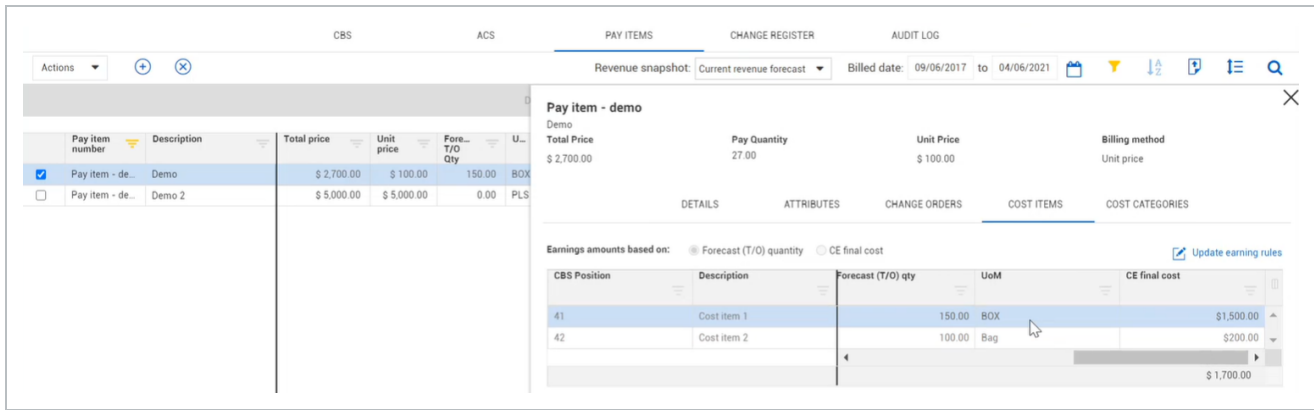 CBS ACS PAY ITEMS CHANGE REGISTER AUDIT LOG
Actions Revenue snapshot: Current revenue forecast Billed date: 09/06/2017 to 04/06/2021
D
Pay item - demo
Demo
Total Price Pay Quantity Unit Price Billing method
$ 2,700.00 27.00 $ 100.00 Unit price
Pay item number Description Total price Unit price Fore... T/O Qty U...
Pay item - de... Demo $ 2,700.00 $ 100.00 150.00 BOX
Pay item - de... Demo 2 $ 5,000.00 $ 5,000.00 0.00 PLS
DETAILS ATTRIBUTES CHANGE ORDERS COST ITEMS COST CATEGORIES
Earnings amounts based on: Forecast (T/O) quantity CE final cost Update earning rules
CBS Position Description Forecast (T/O) qty UoM CE final cost
41 Cost item 1 150.00 BOX $1,500.00
42 Cost item 2 100.00 Bag $200.00
$ 1,700.00